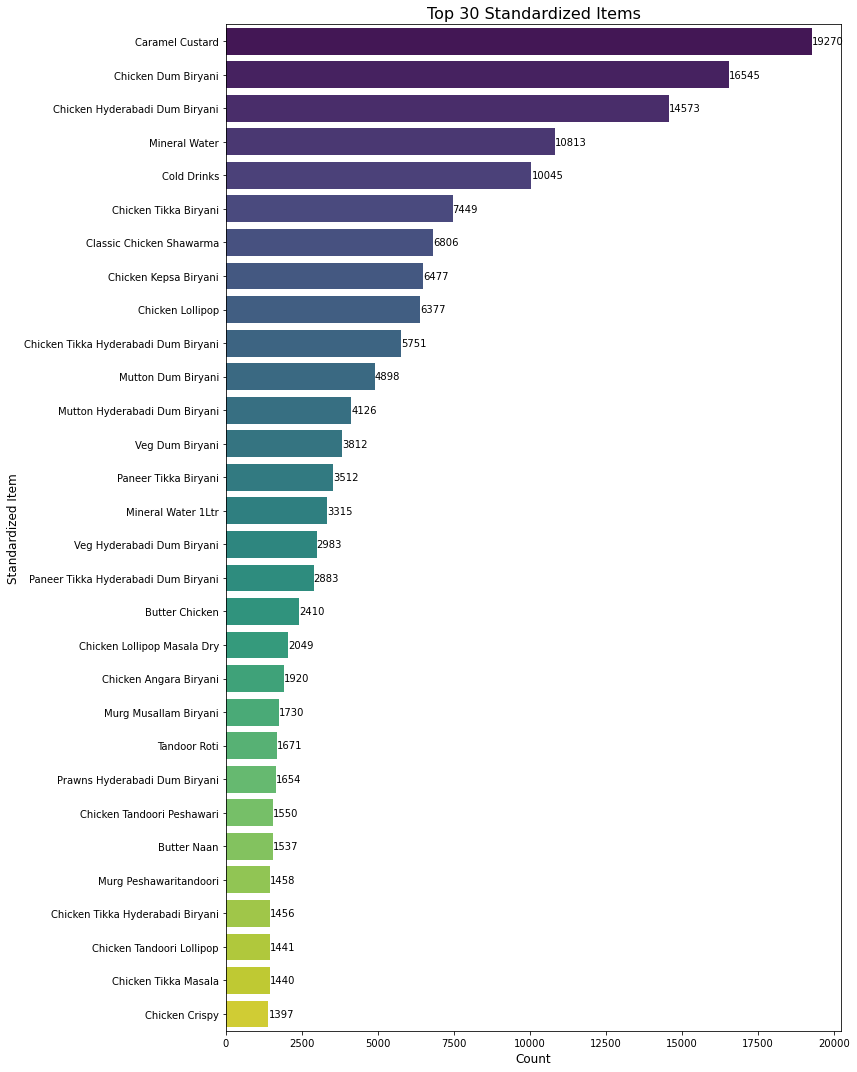 Top 30 Standardized Items
Caramel Custard 19270
Chicken Dum Biryani 16545
Chicken Hyderabadi Dum Biryani 14573
Mineral Water 10813
Cold Drinks 10045
Chicken Tikka Biryani 7449
Classic Chicken Shawarma 6806
Chicken Kepsa Biryani 6477
Chicken Lollipop 6377
Chicken Tikka Hyderabadi Dum Biryani 5751
Mutton Dum Biryani 4898
Mutton Hyderabadi Dum Biryani 4126
Veg Dum Biryani 3812
Paneer Tikka Biryani 3512
Mineral Water 1Ltr 3315
Veg Hyderabadi Dum Biryani 2983
Paneer Tikka Hyderabadi Dum Biryani 2883
Butter Chicken 2410
Chicken Lollipop Masala Dry 2049
Chicken Angara Biryani 1920
Murg Musallam Biryani 1730
Tandoor Roti 1671
Prawns Hyderabadi Dum Biryani 1654
Chicken Tandoori Peshawari 1550
Butter Naan 1537
Murg Peshawaritandoori 1458
Chicken Tikka Hyderabadi Biryani 1456
Chicken Tandoori Lollipop 1441
Chicken Tikka Masala 1440
Chicken Crispy 1397
Standardized Item
0 2500 5000 7500 10000 12500 15000 17500 20000
Count